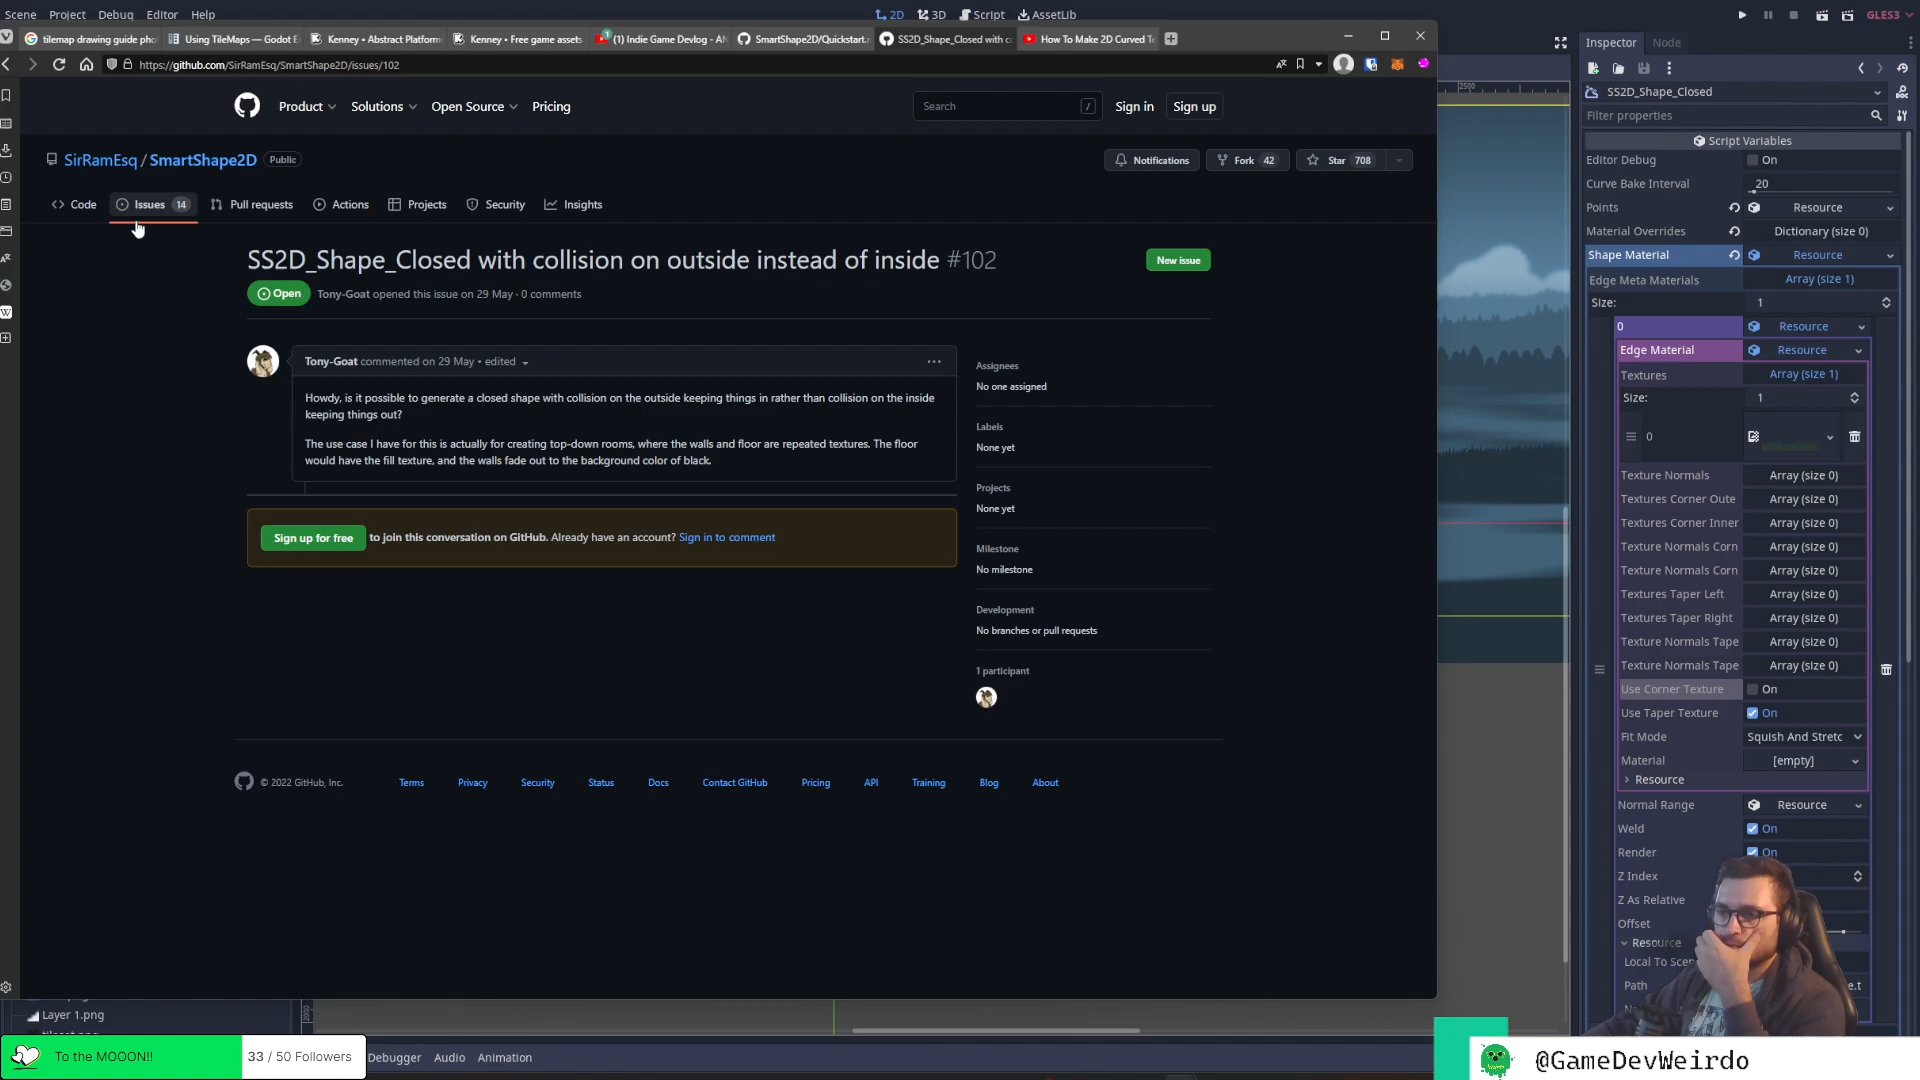 Scene Project Debug Editor Help
2D 3D Script AssetLib
GLES3
tilemap drawing guide pho
Using TileMaps — Godot E
Kenney • Abstract Platform
Kenney • Free game assets
(1) Indie Game Devlog - A
SmartShape2D/Quickstart.
SS2D_Shape_Closed with c
How To Make 2D Curved Te
https://github.com/SirRamEsq/SmartShape2D/issues/102
Product Solutions Open Source Pricing
Search /
Sign in Sign up
SirRamEsq / SmartShape2D Public
Notifications Fork 42 Star 708
Code Issues 14 Pull requests Actions Projects Security Insights
SS2D_Shape_Closed with collision on outside instead of inside #102
New issue
Open Tony-Goat opened this issue on 29 May · 0 comments
Tony-Goat commented on 29 May • edited
Howdy, is it possible to generate a closed shape with collision on the outside keeping things in rather than collision on the inside
keeping things out?
The use case I have for this is actually for creating top-down rooms, where the walls and floor are repeated textures. The floor
would have the fill texture, and the walls fade out to the background color of black.
Sign up for free to join this conversation on GitHub. Already have an account? Sign in to comment
Assignees
No one assigned
Labels
None yet
Projects
None yet
Milestone
No milestone
Development
No branches or pull requests
1 participant
© 2022 GitHub, Inc. Terms Privacy Security Status Docs Contact GitHub Pricing API Training Blog About
2500
Inspector Node
SS2D_Shape_Closed
Filter properties
Script Variables
Editor Debug On
Curve Bake Interval 20
Points Resource
Material Overrides Dictionary (size 0)
Shape Material Resource
Edge Meta Materials Array (size 1)
Size: 1
0 Resource
Edge Material Resource
Textures Array (size 1)
Size: 1
0
Texture Normals Array (size 0)
Textures Corner Oute Array (size 0)
Textures Corner Inner Array (size 0)
Texture Normals Corn Array (size 0)
Texture Normals Corn Array (size 0)
Textures Taper Left Array (size 0)
Textures Taper Right Array (size 0)
Texture Normals Tape Array (size 0)
Texture Normals Tape Array (size 0)
Use Corner Texture On
Use Taper Texture On
Fit Mode Squish And Stretc
Material [empty]
Resource
Normal Range Resource
Weld On
Render On
Z Index
Z As Relative
Offset
Resource
Local To Scen
Path e.t
Layer 1.png
Debugger Audio Animation
To the MOOON!! 33 / 50 Followers
@GameDevWeirdo